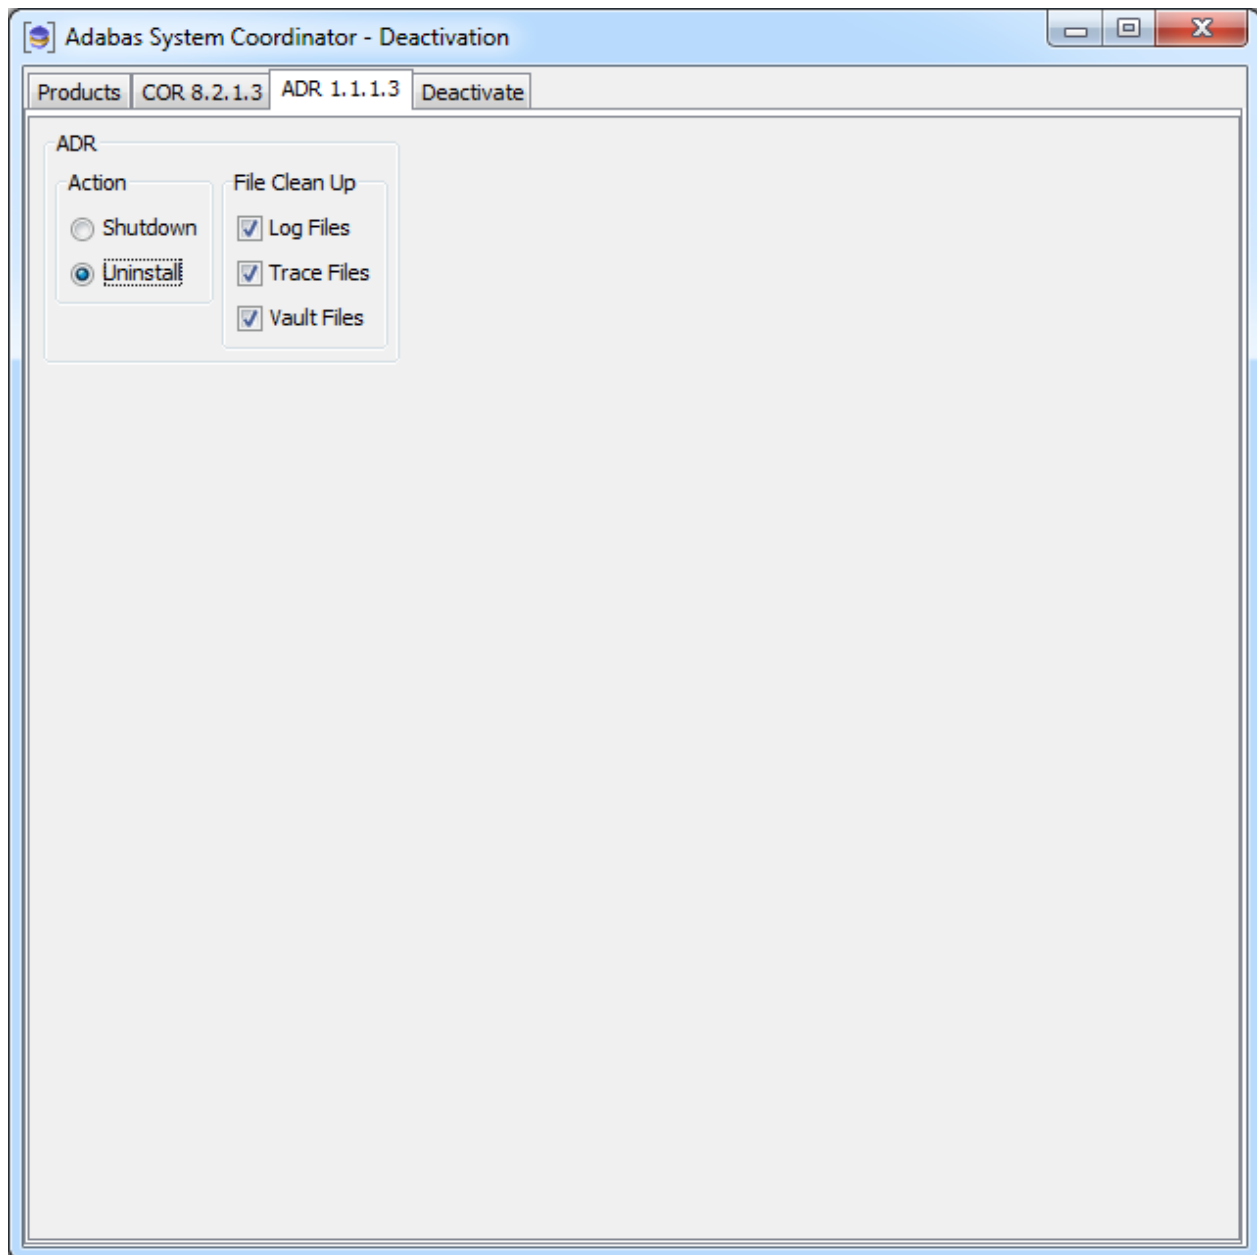 Adabas System Coordinator - Deactivation
Products COR 8.2.1.3 ADR 1.1.1.3 Deactivate
ADR
Action File Clean Up
Shutdown Log Files
Uninstall Trace Files
Vault Files